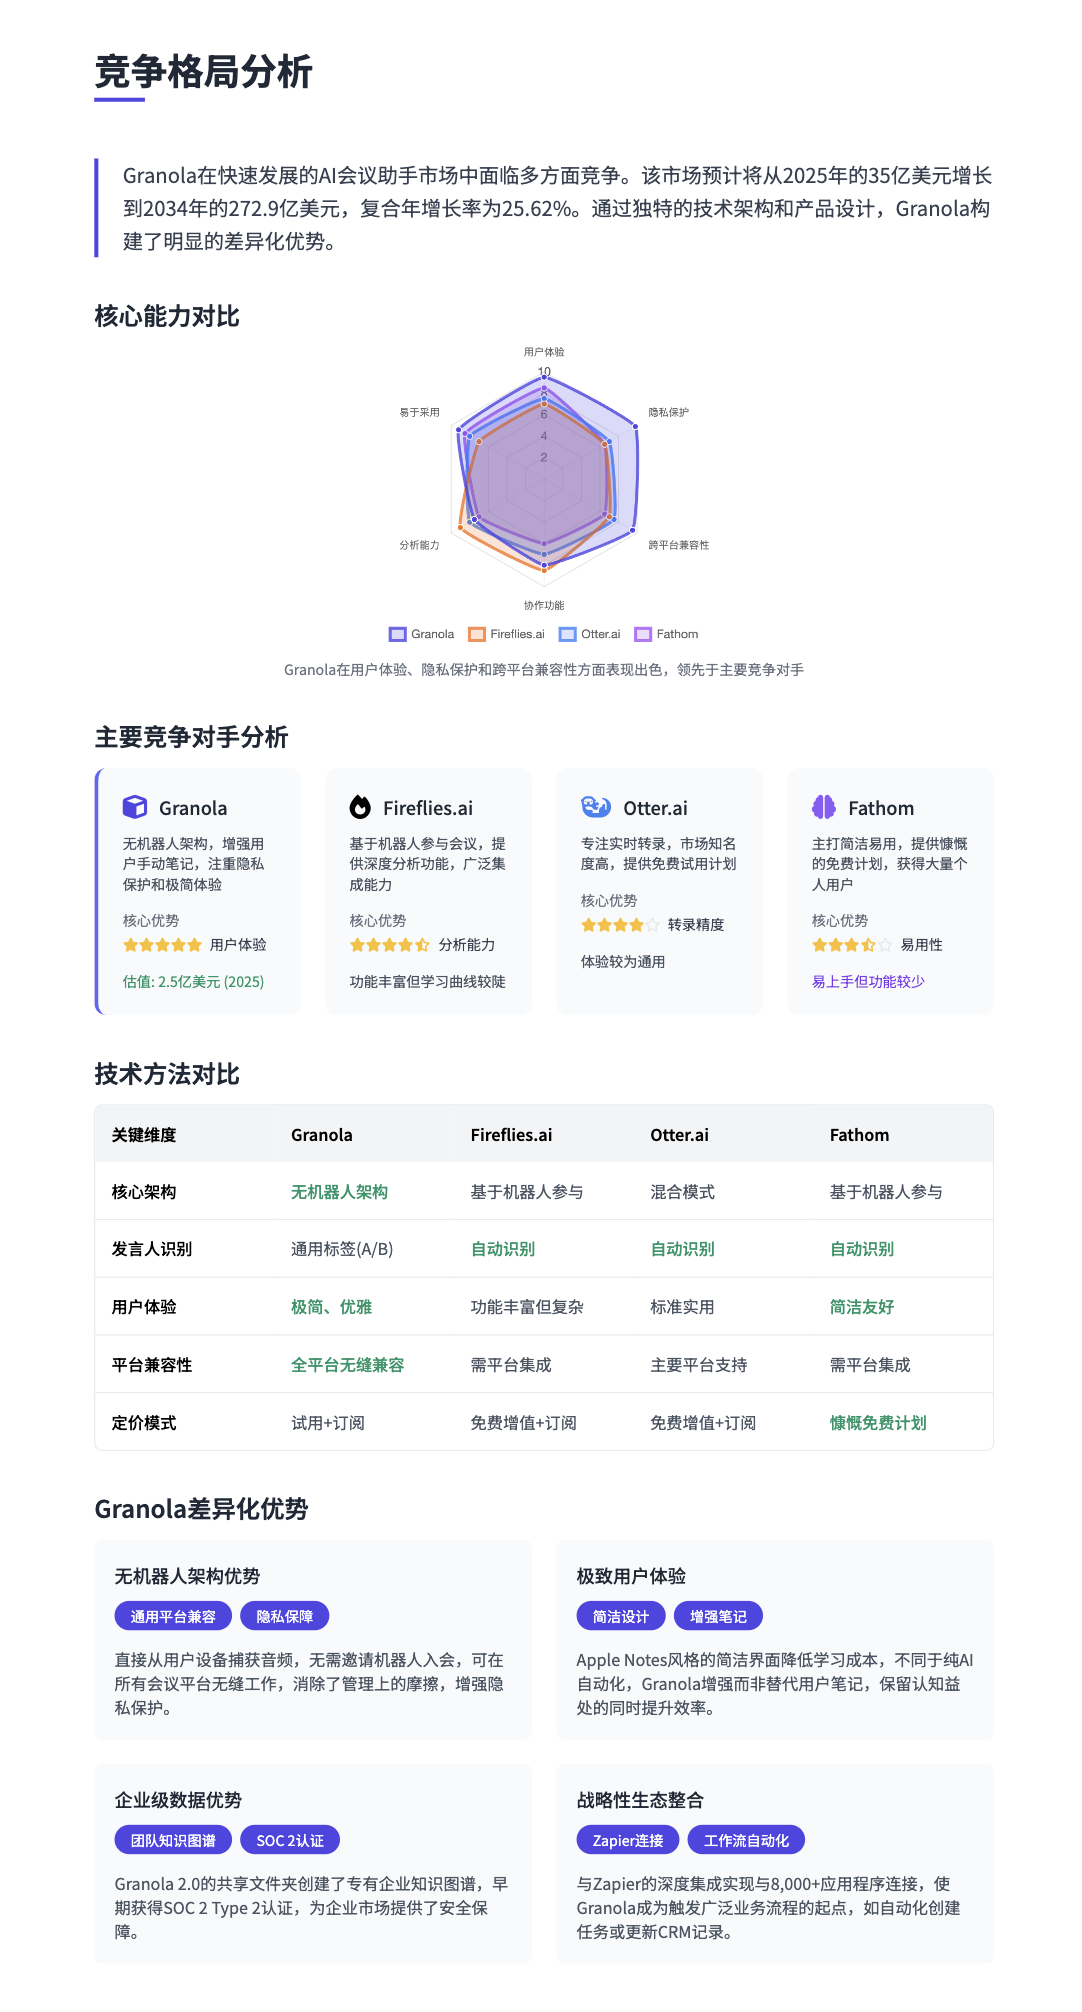 竞争格局分析
Granola在快速发展的AI会议助手市场中面临多方面竞争。该市场预计将从2025年的35亿美元增长
到2034年的272.9亿美元，复合年增长率为25.62%。通过独特的技术架构和产品设计，Granola构
建了明显的差异化优势。
核心能力对比
用户体验
10
8
6
4
2
易于采用
隐私保护
分析能力
跨平台兼容性
协作功能
Granola
Fireflies.ai
Otter.ai
Fathom
Granola在用户体验、隐私保护和跨平台兼容性方面表现出色，领先于主要竞争对手
主要竞争对手分析
Granola
无机器人架构，增强用
户手动笔记，注重隐私
保护和极简体验
核心优势
用户体验
估值: 2.5亿美元 (2025)
Fireflies.ai
基于机器人参与会议，提
供深度分析功能，广泛集
成能力
核心优势
分析能力
功能丰富但学习曲线较陡
Otter.ai
专注实时转录，市场知名
度高，提供免费试用计划
核心优势
转录精度
体验较为通用
Fathom
主打简洁易用，提供慷慨
的免费计划，获得大量个
人用户
核心优势
易用性
易上手但功能较少
技术方法对比
关键维度 Granola Fireflies.ai Otter.ai Fathom
核心架构 无机器人架构 基于机器人参与 混合模式 基于机器人参与
发言人识别 通用标签(A/B) 自动识别 自动识别 自动识别
用户体验 极简、优雅 功能丰富但复杂 标准实用 简洁友好
平台兼容性 全平台无缝兼容 需平台集成 主要平台支持 需平台集成
定价模式 试用+订阅 免费增值+订阅 免费增值+订阅 慷慨免费计划
Granola差异化优势
无机器人架构优势
通用平台兼容 隐私保障
直接从用户设备捕获音频，无需邀请机器人入会，可在
所有会议平台无缝工作，消除了管理上的摩擦，增强隐
私保护。
极致用户体验
简洁设计 增强笔记
Apple Notes风格的简洁界面降低学习成本，不同于纯AI
自动化，Granola增强而非替代用户笔记，保留认知益
处的同时提升效率。
企业级数据优势
团队知识图谱 SOC 2认证
Granola 2.0的共享文件夹创建了专有企业知识图谱，早
期获得SOC 2 Type 2认证，为企业市场提供了安全保
障。
战略性生态整合
Zapier连接 工作流自动化
与Zapier的深度集成实现与8,000+应用程序连接，使
Granola成为触发广泛业务流程的起点，如自动化创建
任务或更新CRM记录。